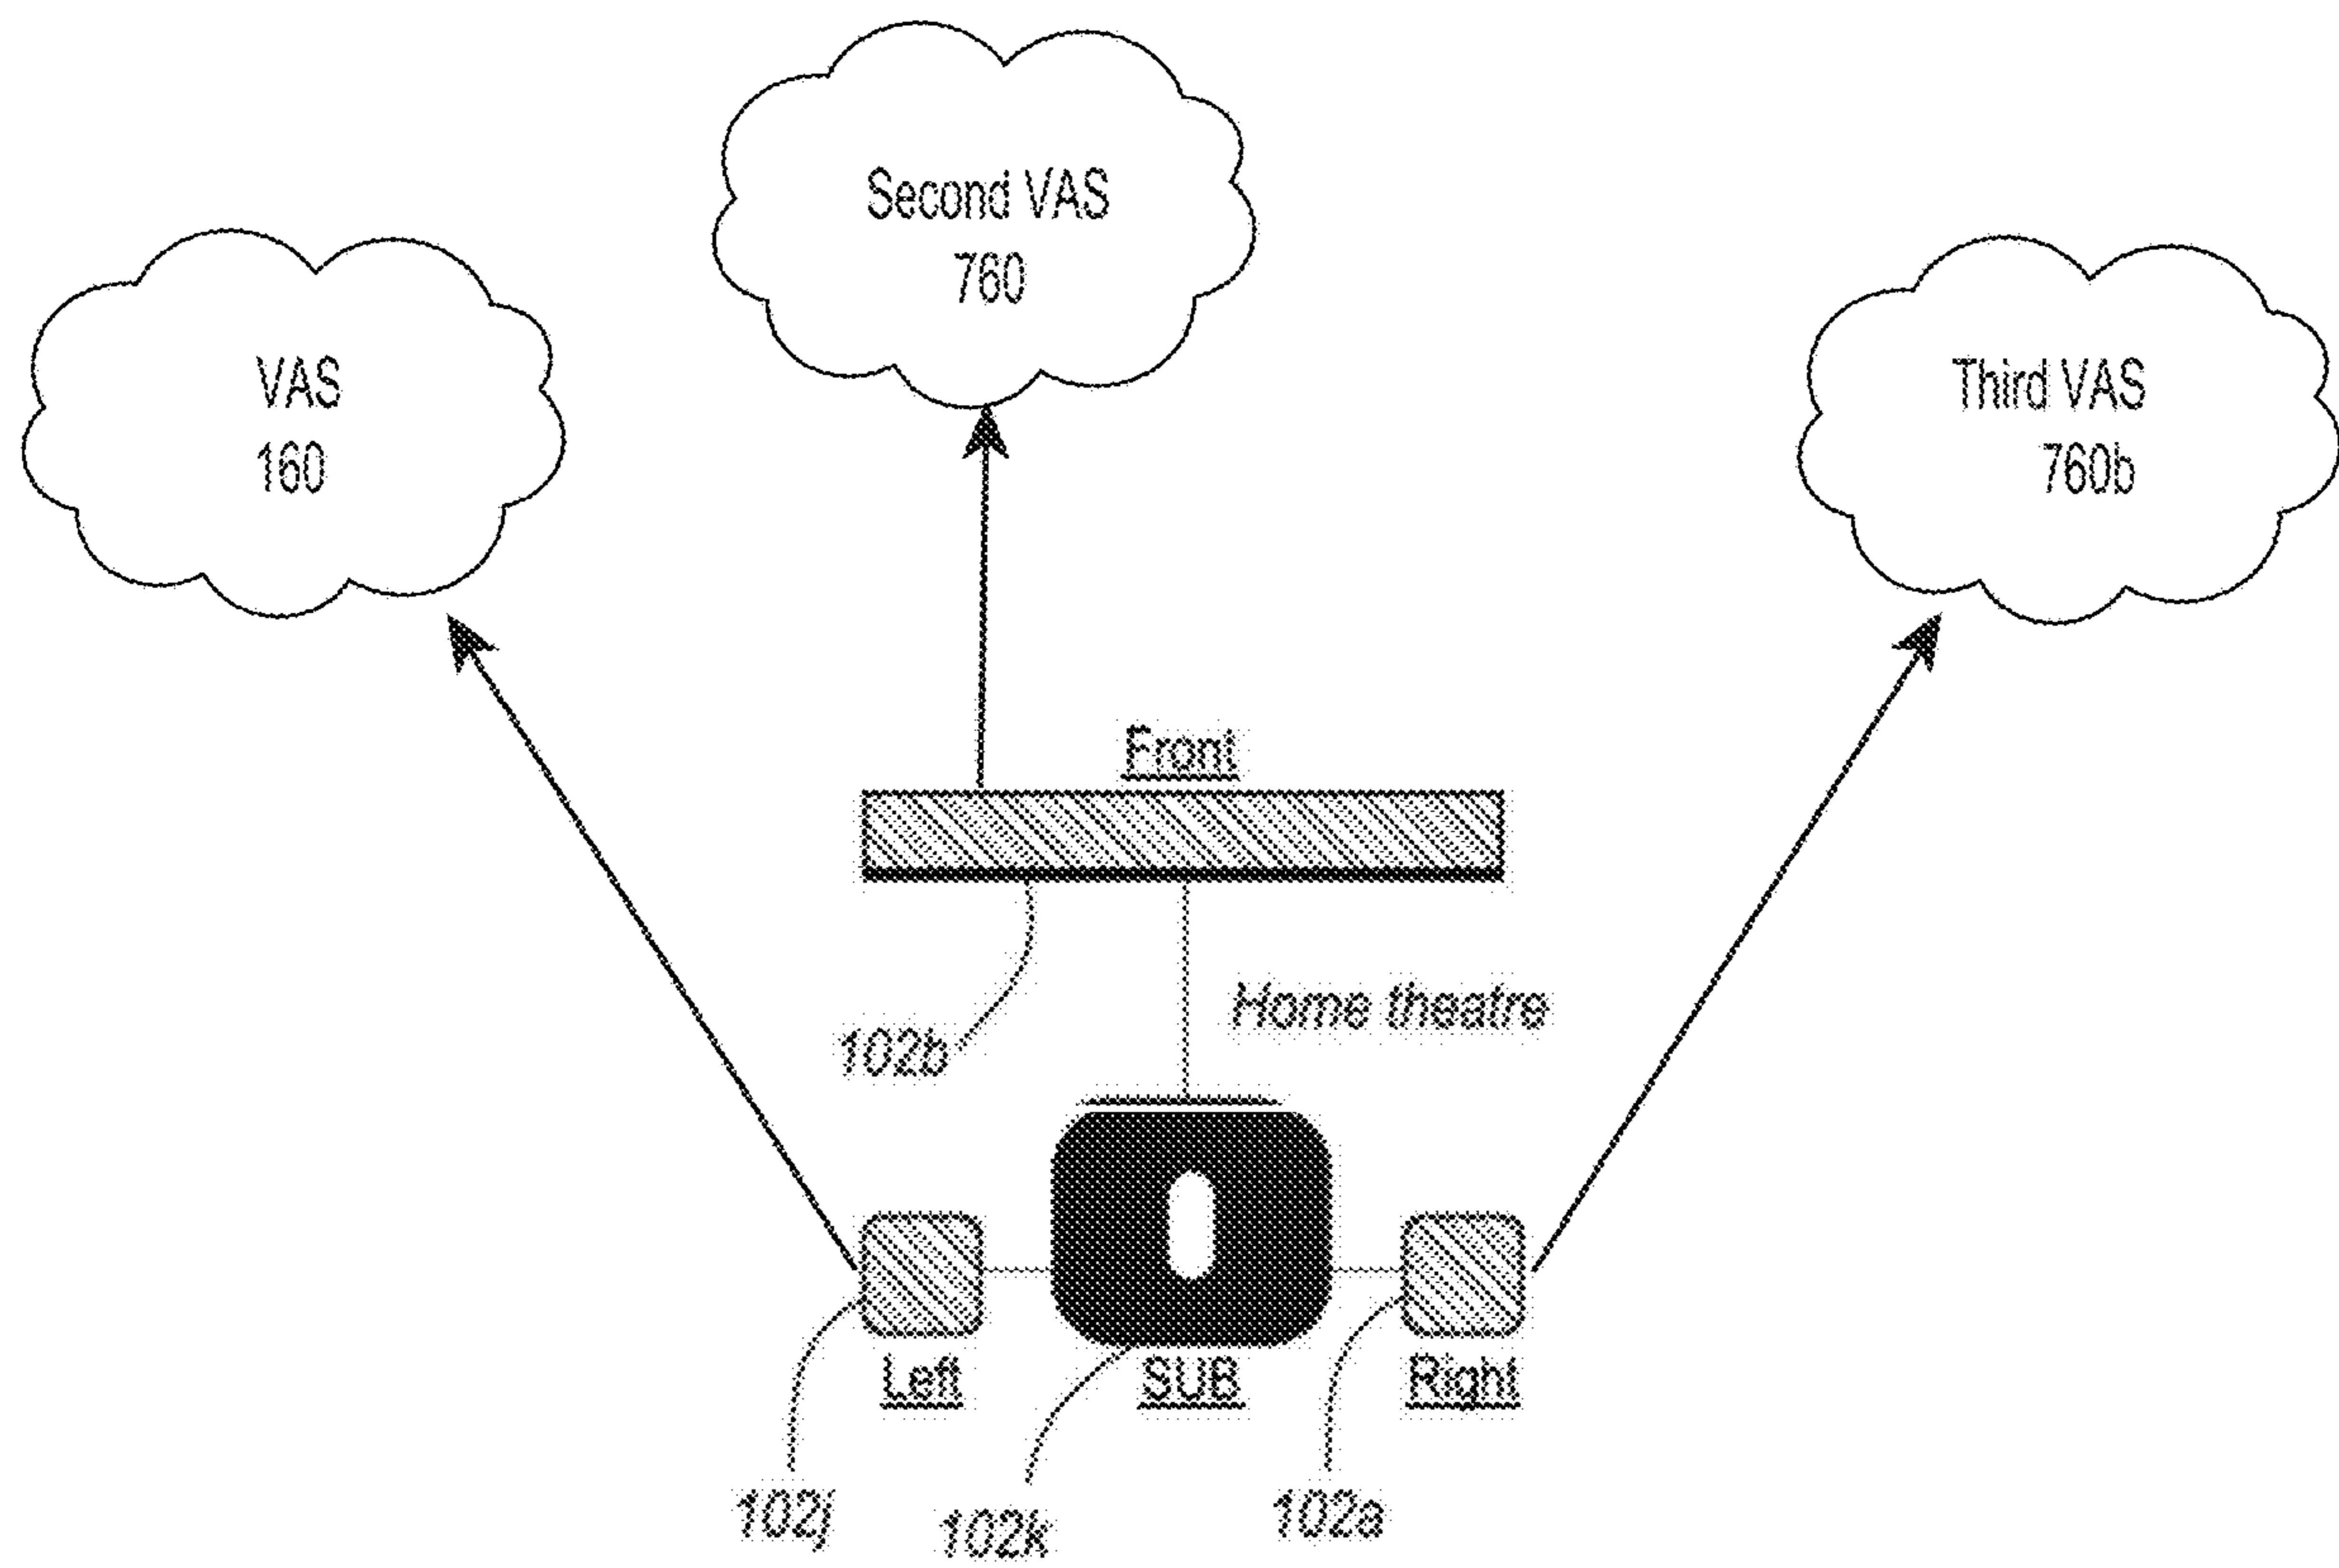 Second VAS
760
VAS
160
Third VAS
760b
Front
Home theatre
102b
Left
SUB
Right
102j
102k
102a